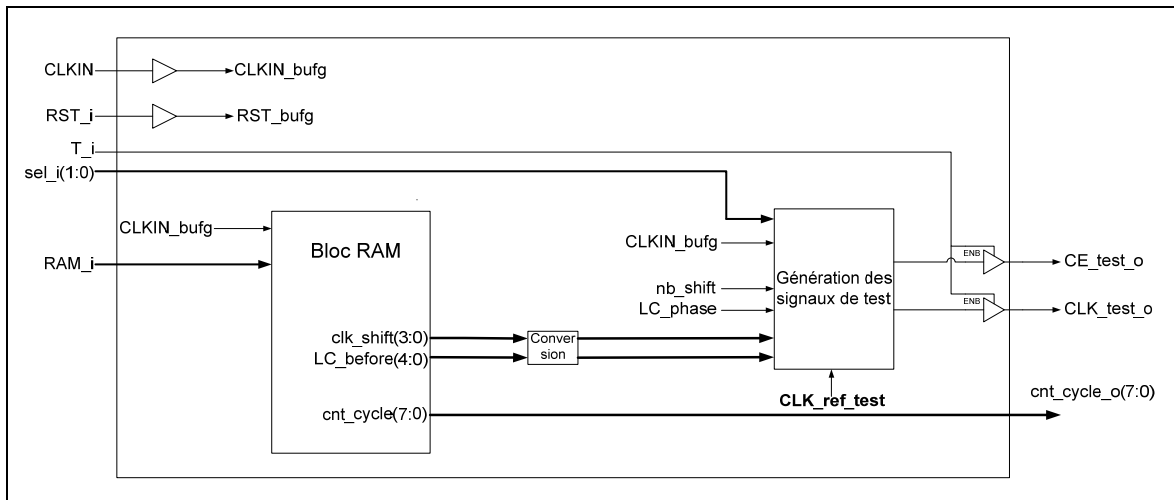 CLKIN
CLKIN_bufg
RST_i
RST_bufg
T_i
sel_i(1:0)
CLKIN_bufg
RAM_i
Bloc RAM
clk_shift(3:0)
LC_before(4:0)
cnt_cycle(7:0)
Conver
sion
CLKIN_bufg
nb_shift
LC_phase
Génération des
signaux de test
CLK_ref_test
ENB
CE_test_o
ENB
CLK_test_o
cnt_cycle_o(7:0)